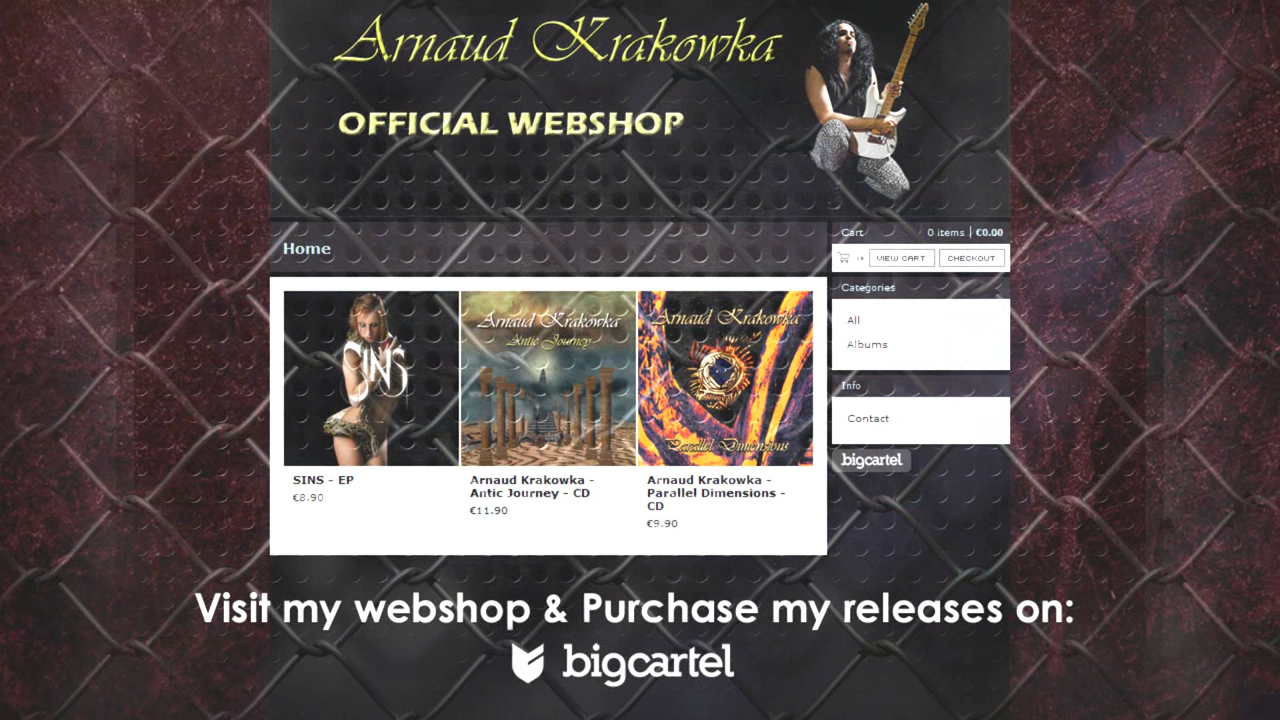 Arnaud Krakowka
OFFICIAL WEBSHOP
Home
Cart
0 items | €0.00
VIEW CART
CHECKOUT
Categories
All
Albums
Info
Contact
bigcartel
SINS
Arnaud Krakowka
Antic Journey
Arnaud Krakowka
Parallel Dimensions
SINS - EP
€8.90
Arnaud Krakowka -
Antic Journey - CD
€11.90
Arnaud Krakowka -
Parallel Dimensions -
CD
€9.90
Visit my webshop & Purchase my releases on:
bigcartel